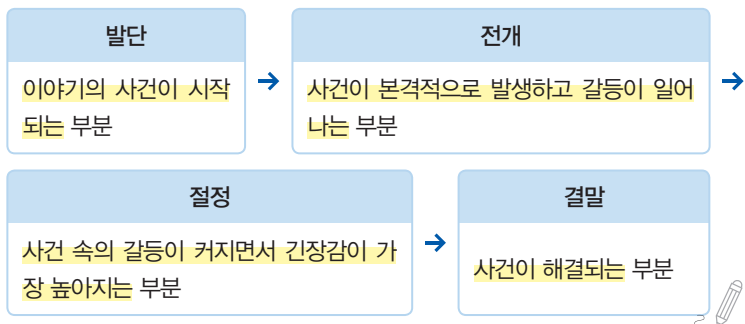 발단
이야기의 사건이 시작
되는 부분
전개
사건이 본격적으로 발생하고 갈등이 일어
나는 부분
절정
사건 속의 갈등이 커지면서 긴장감이 가
장 높아지는 부분
결말
사건이 해결되는 부분